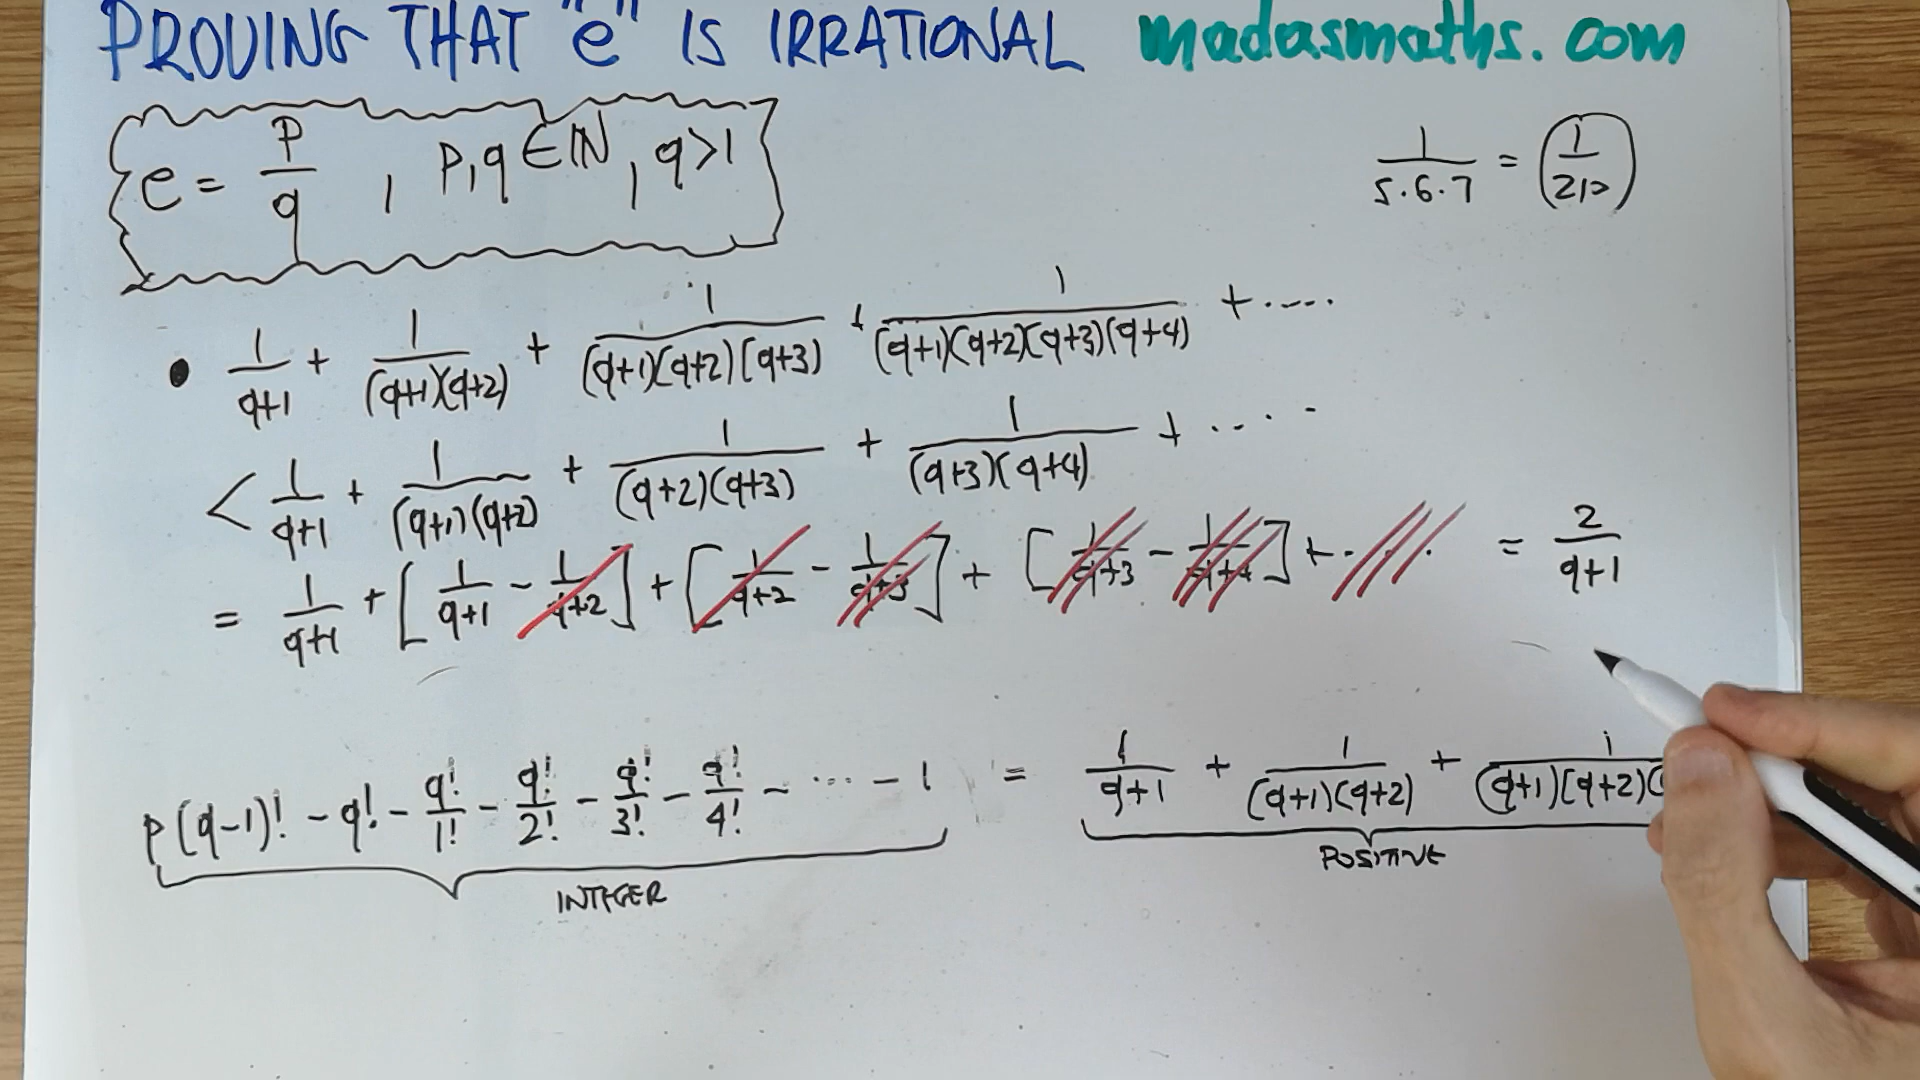 PROVING THAT "e" IS IRRATIONAL madasmaths.com
e = p/q , p,q ∈ ℕ , q>1
1/(5·6·7) = (1/210)
• 1/(q+1) + 1/((q+1)(q+2)) + 1/((q+1)(q+2)(q+3)) + 1/((q+1)(q+2)(q+3)(q+4)) + .....
< 1/(q+1) + 1/((q+1)(q+2)) + 1/((q+2)(q+3)) + 1/((q+3)(q+4)) + .....
= 1/(q+1) + [1/(q+1) - 1/(q+2)] + [1/(q+2) - 1/(q+3)] + [1/(q+3) - 1/(q+4)] + ... = 2/(q+1)
p(q-1)! - q! - q!/1! - q!/2! - q!/3! - q!/4! - ... - 1 = 1/(q+1) + 1/((q+1)(q+2)) + 1/((q+1)(q+2)(
INTEGER
POSITIVE